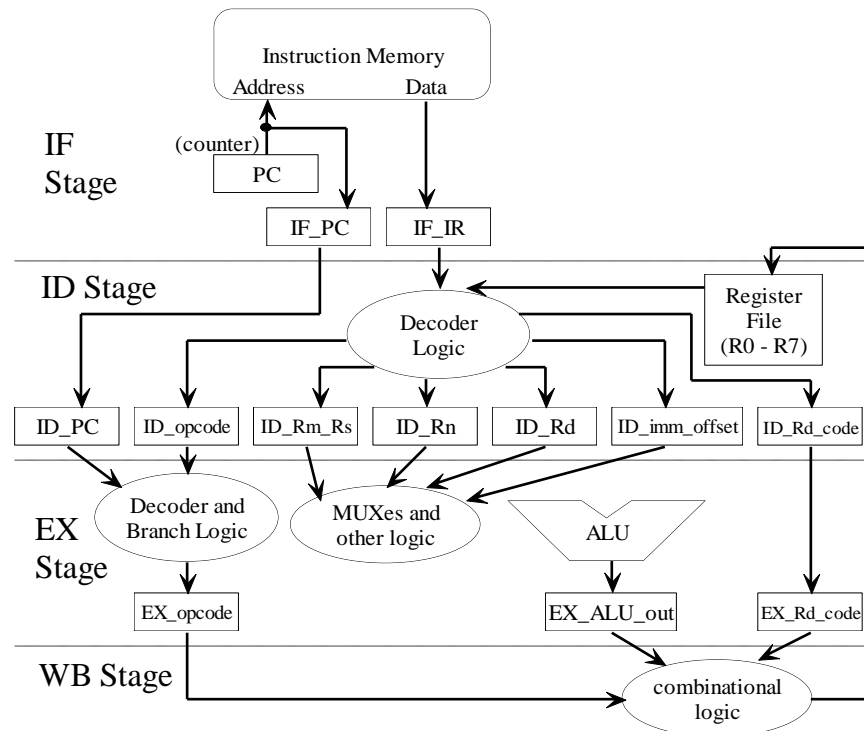 Instruction Memory
Address
Data
IF
Stage
(counter)
PC
IF_PC
IF_IR
ID Stage
Register
File
(R0 - R7)
Decoder
Logic
ID_PC
ID_opcode
ID_Rm_Rs
ID_Rn
ID_Rd
ID_imm_offset
ID_Rd_code
EX
Stage
Decoder and
Branch Logic
MUXes and
other logic
ALU
EX_opcode
EX_ALU_out
EX_Rd_code
WB Stage
combinational
logic